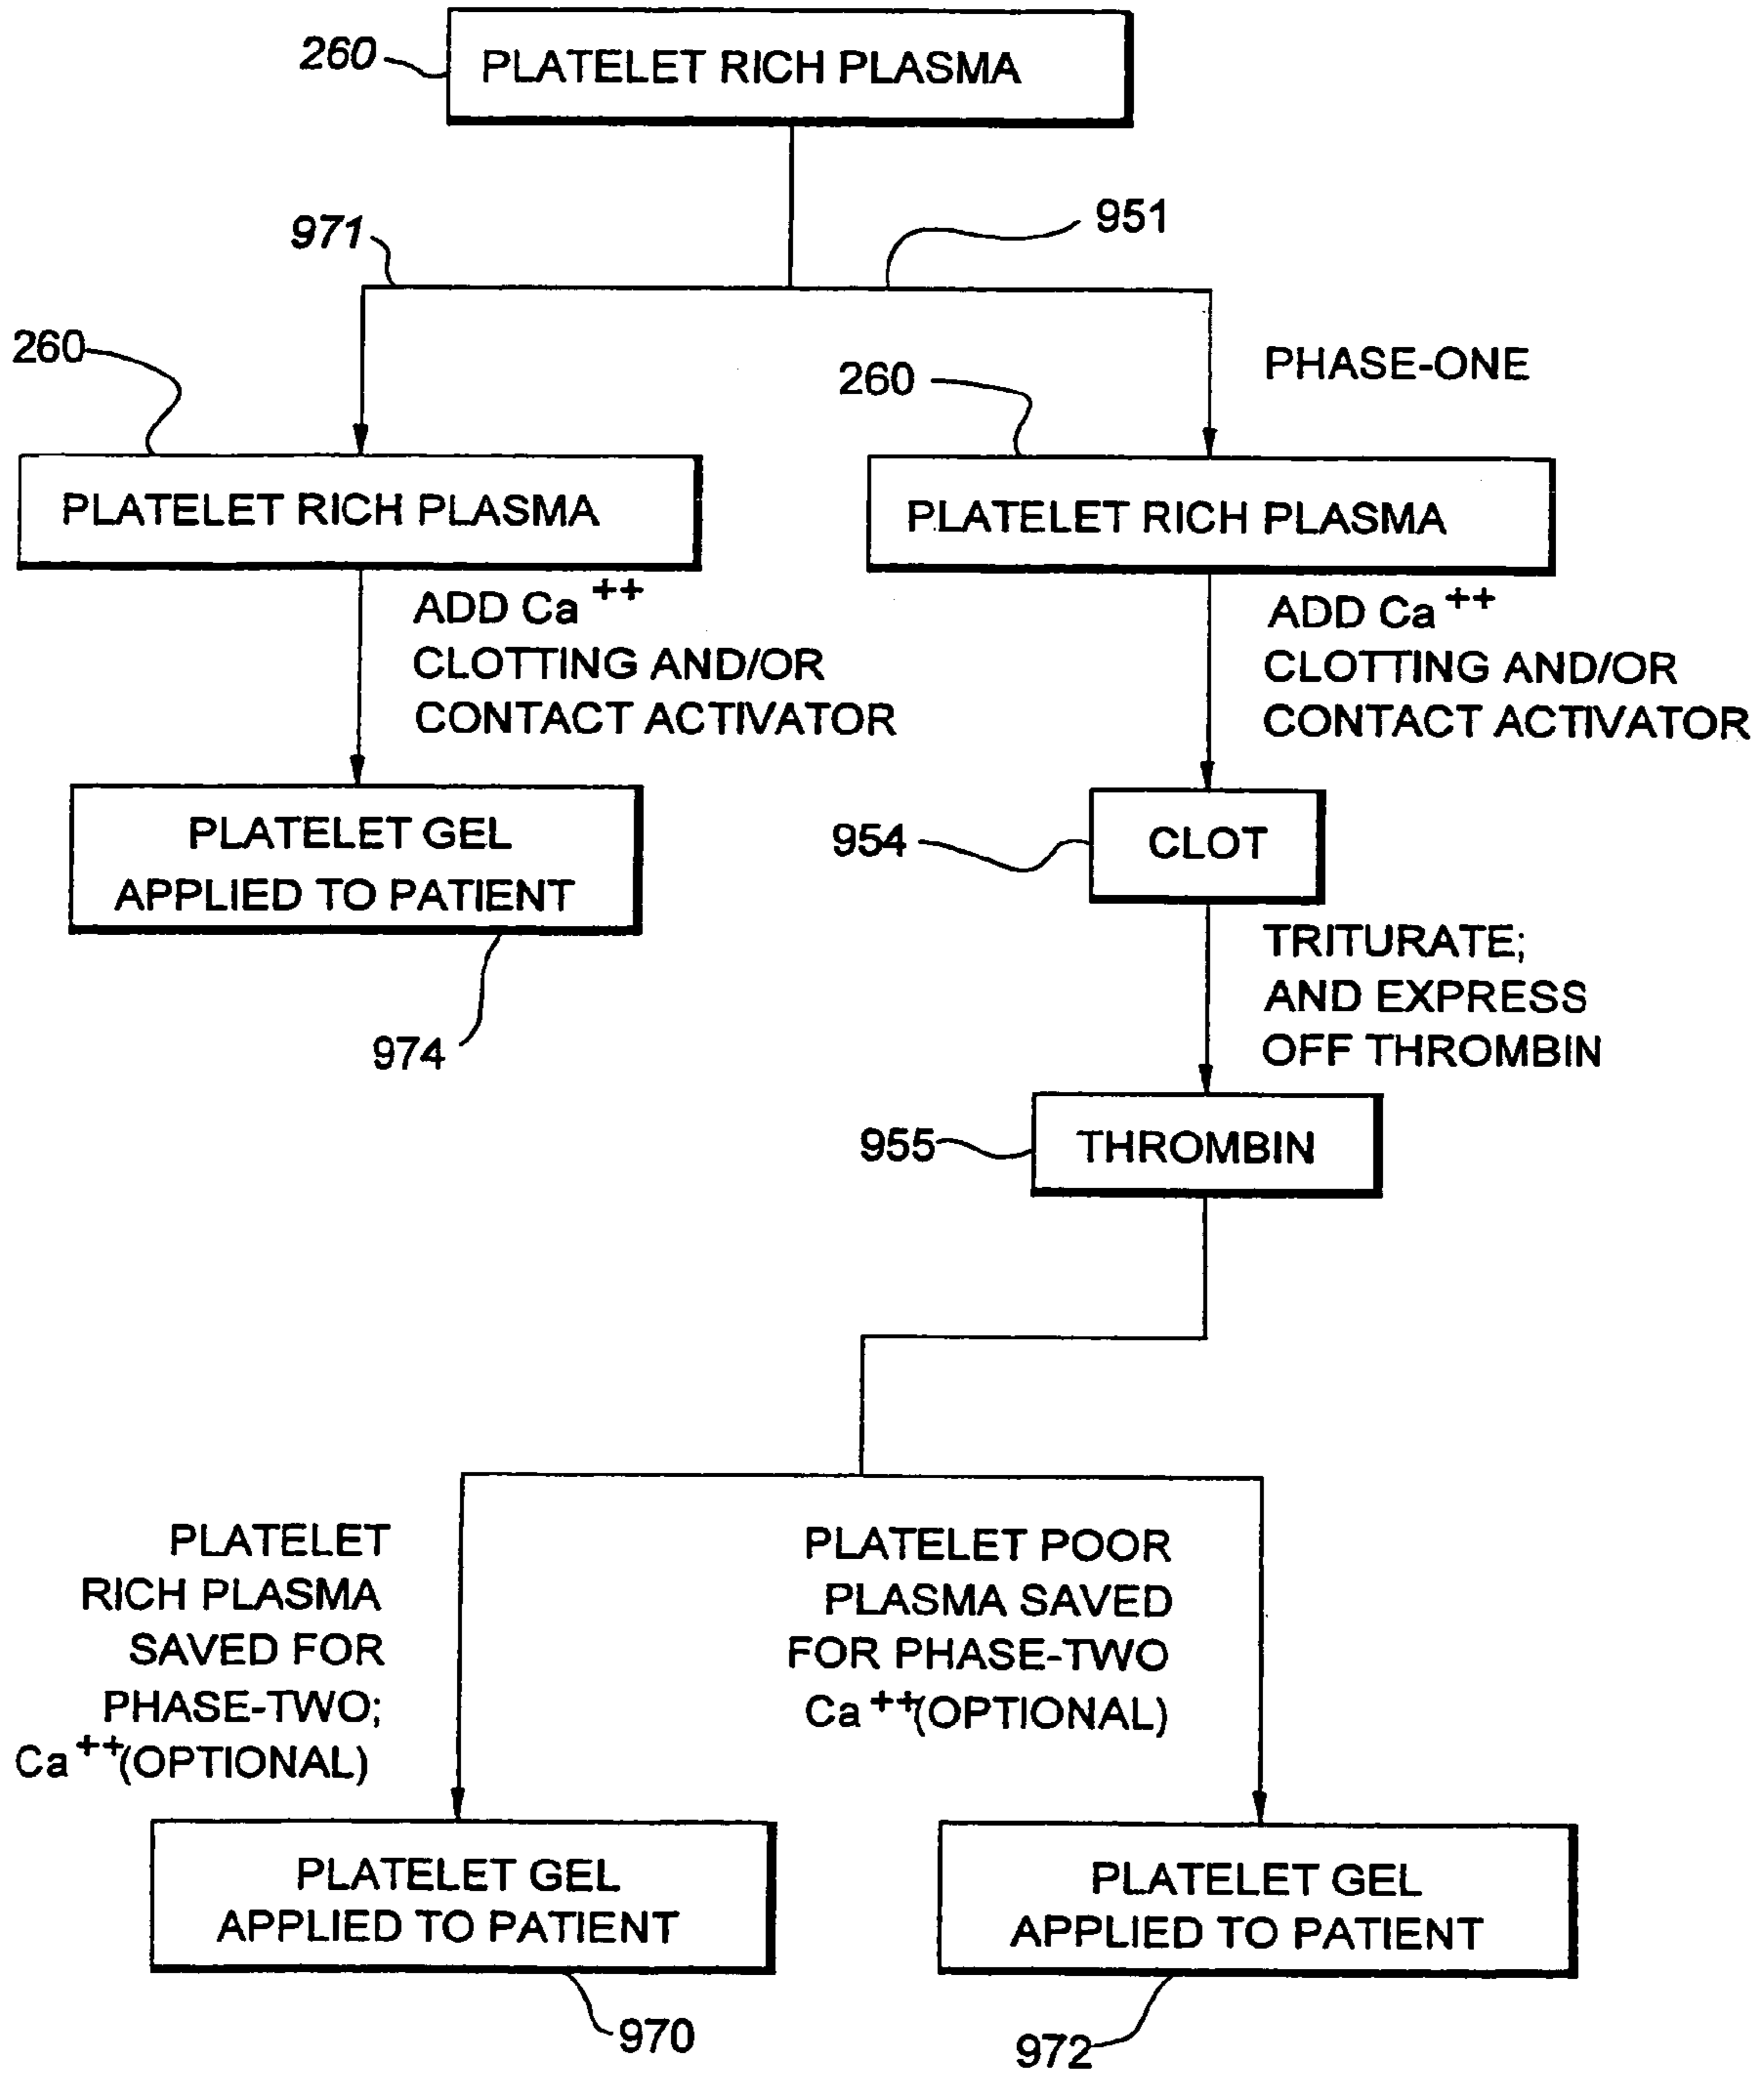 260
PLATELET RICH PLASMA
971
951
PHASE-ONE
260
260
PLATELET RICH PLASMA
PLATELET RICH PLASMA
ADD Ca ++
CLOTTING AND/OR
CONTACT ACTIVATOR
ADD Ca ++
CLOTTING AND/OR
CONTACT ACTIVATOR
PLATELET GEL
APPLIED TO PATIENT
974
954
CLOT
TRITURATE;
AND EXPRESS
OFF THROMBIN
955
THROMBIN
PLATELET
RICH PLASMA
SAVED FOR
PHASE-TWO;
Ca ++(OPTIONAL)
PLATELET POOR
PLASMA SAVED
FOR PHASE-TWO
Ca ++(OPTIONAL)
PLATELET GEL
APPLIED TO PATIENT
970
PLATELET GEL
APPLIED TO PATIENT
972